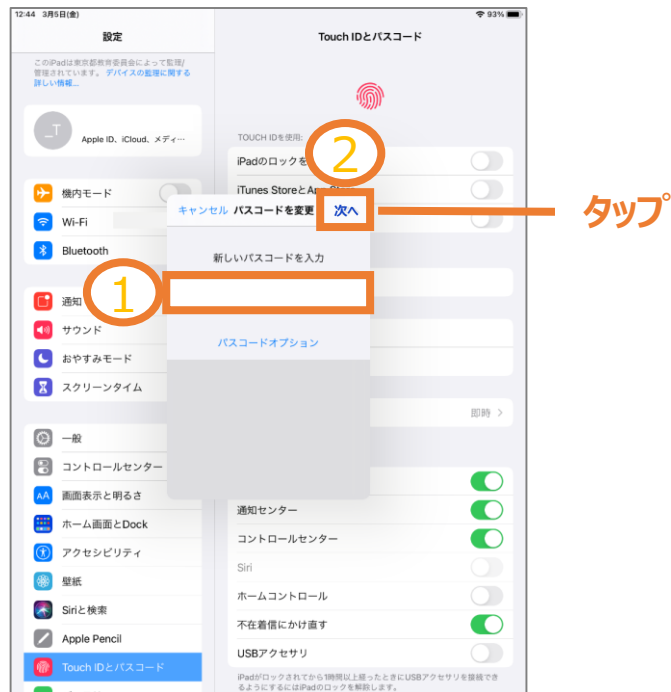 12:44 3月5日(金)
93%
設定
このiPadは東京都教育委員会によって監理/
管理されています。デバイスの監理に関する
詳しい情報...
_T
Apple ID、iCloud、メディ…
機内モード
Wi-Fi
Bluetooth
通知
サウンド
おやすみモード
スクリーンタイム
一般
コントロールセンター
AA 画面表示と明るさ
ホーム画面とDock
アクセシビリティ
壁紙
Siriと検索
Apple Pencil
Touch IDとパスコード
Touch IDとパスコード
TOUCH IDを使用:
iPadのロックを
iTunes StoreとApp
2
キャンセル パスコードを変更 次へ
タップ
新しいパスコードを入力
1
パスコードオプション
即時 >
通知センター
コントロールセンター
Siri
ホームコントロール
不在着信にかけ直す
USBアクセサリ
iPadがロックされてから1時間以上経ったときにUSBアクセサリを接続でき
るようにするにはiPadのロックを解除します。